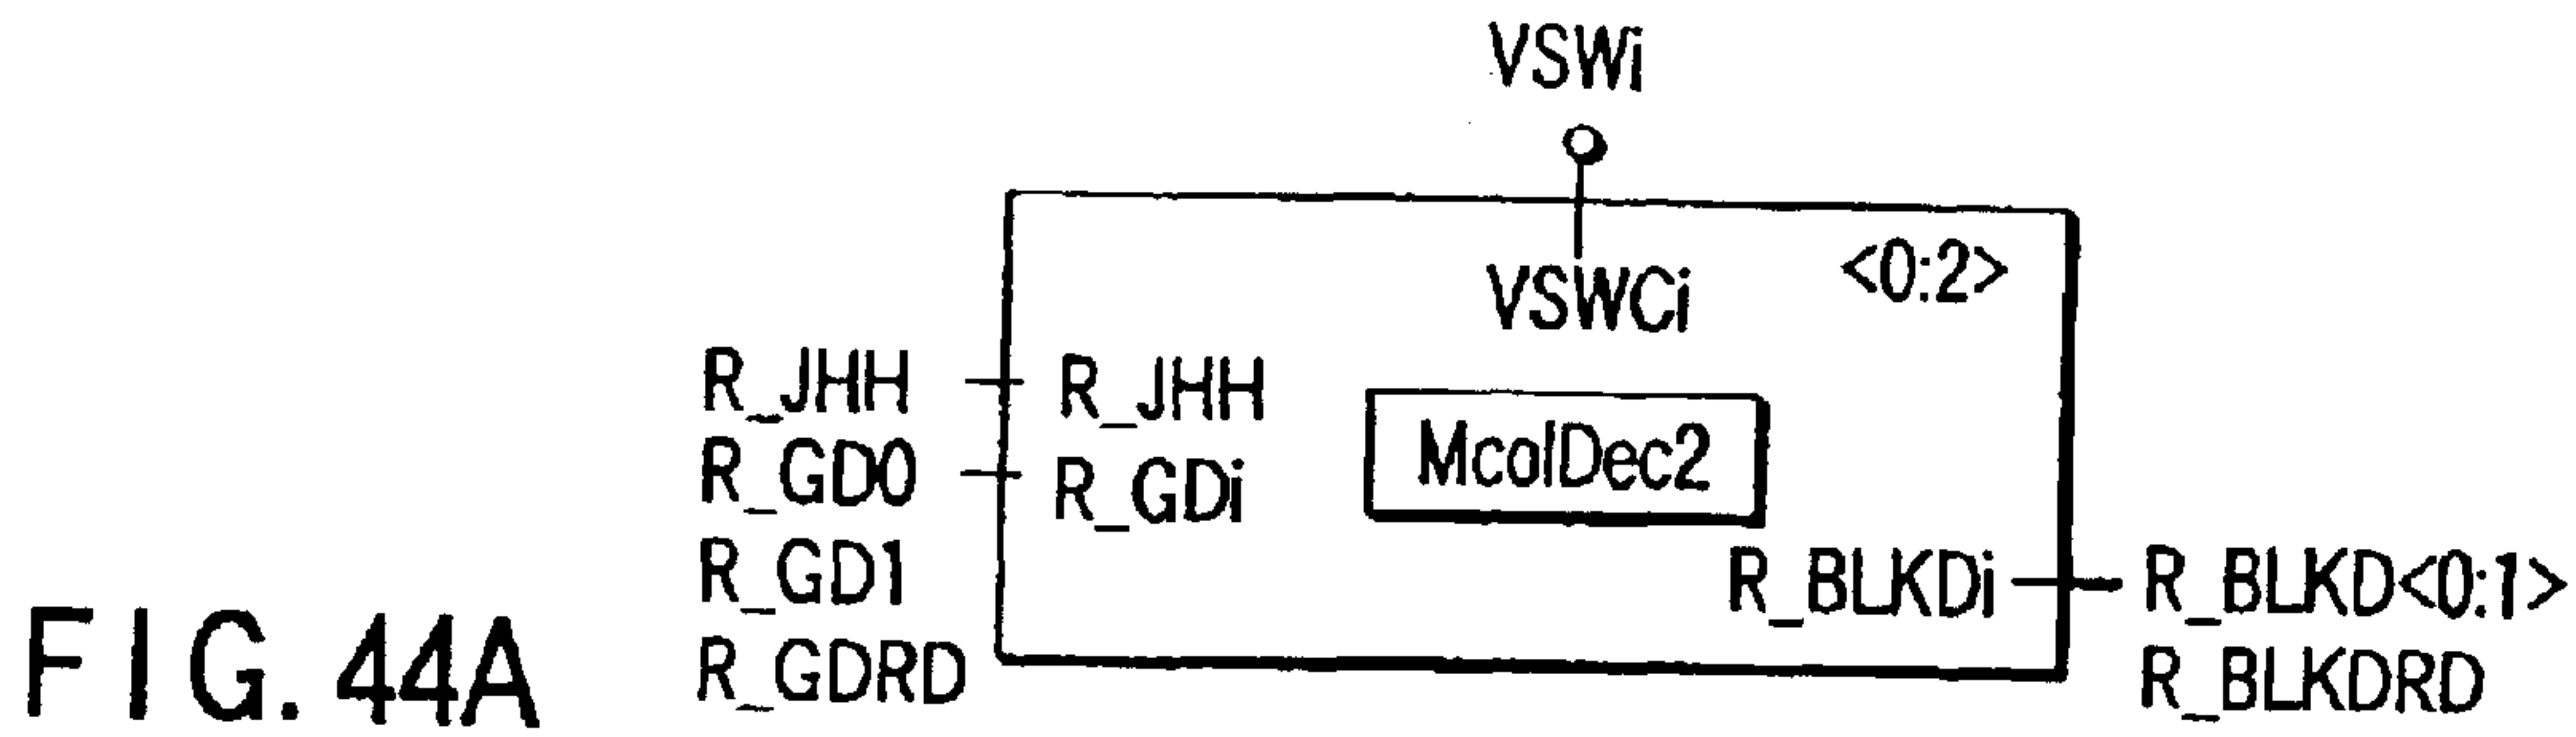 VSWi
<0:2>
VSWCi
R_JHH
R_JHH
R_GD0
R_GDi
McolDec2
R_GD1
R_BLKDi
R_BLKD<0:1>
R_GDRD
R_BLKDRD
FIG. 44A